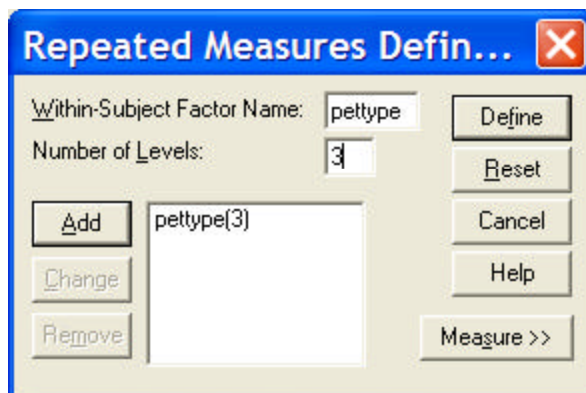 Repeated Measures Defin...
Within-Subject Factor Name: pettype
Number of Levels: 3
Define
Reset
Cancel
Help
Measure >>
Add
Change
Remove
pettype(3)